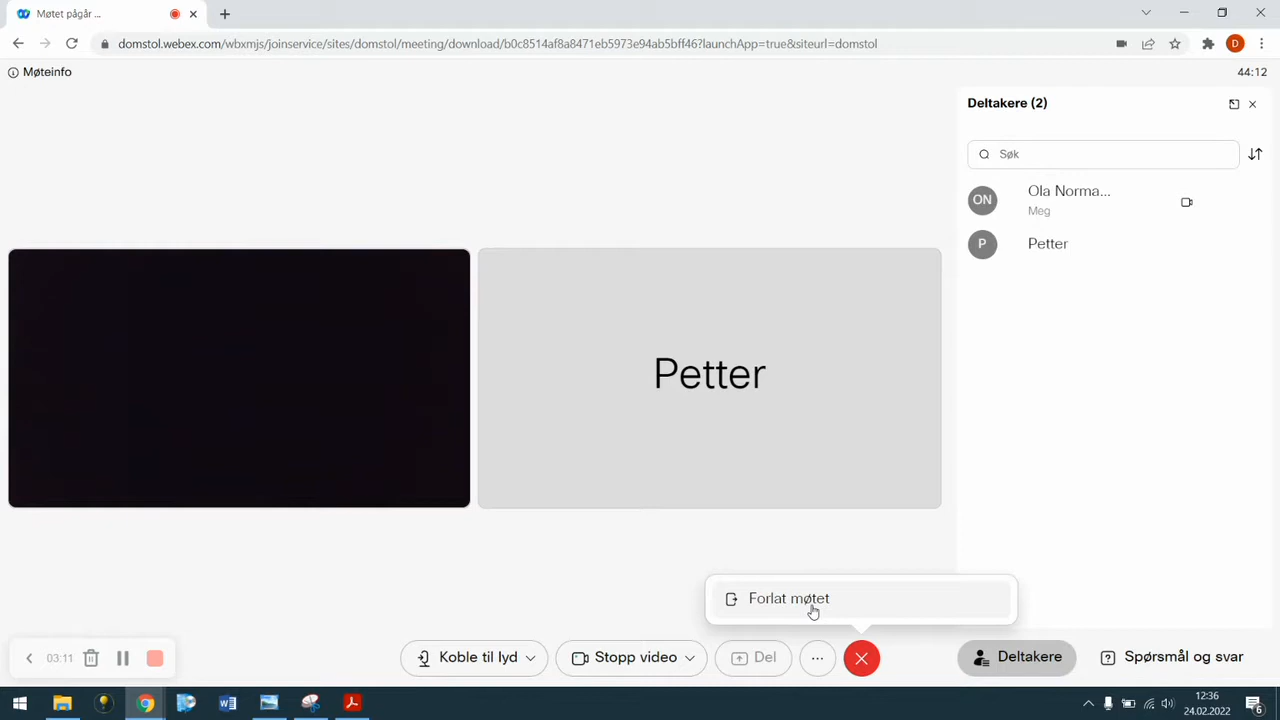 Møtet pågår ...
domstol.webex.com/wbxmjs/joinservice/sites/domstol/meeting/download/b0c8514af8a8471eb5973e94ab5bff46?launchApp=true&siteurl=domstol
D
Møteinfo
44:12
Deltakere (2)
Søk
ON
Ola Norma...
Meg
P
Petter
Petter
Forlat møtet
03:11
Koble til lyd
Stopp video
Del
Deltakere
Spørsmål og svar
12:36
24.02.2022
6